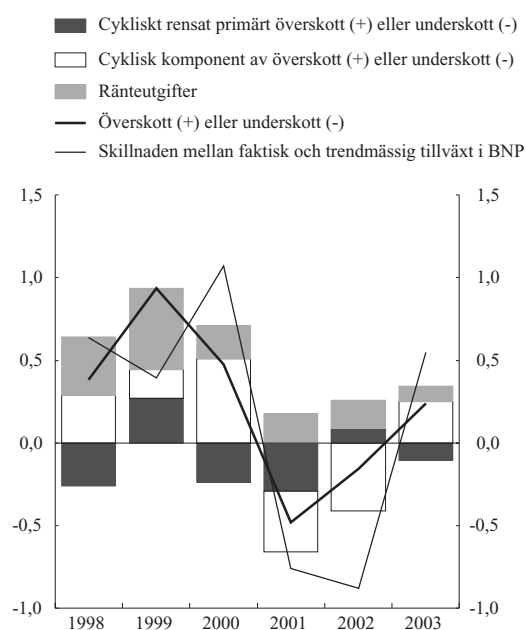 Cykliskt rensat primärt överskott (+) eller underskott (-)
Cyklisk komponent av överskott (+) eller underskott (-)
Ränteutgifter
Överskott (+) eller underskott (-)
Skillnaden mellan faktisk och trendmässig tillväxt i BNP
1,5 1,5
1,0 1,0
0,5 0,5
0,0 0,0
-0,5 -0,5
-1,0 -1,0
1998 1999 2000 2001 2002 2003